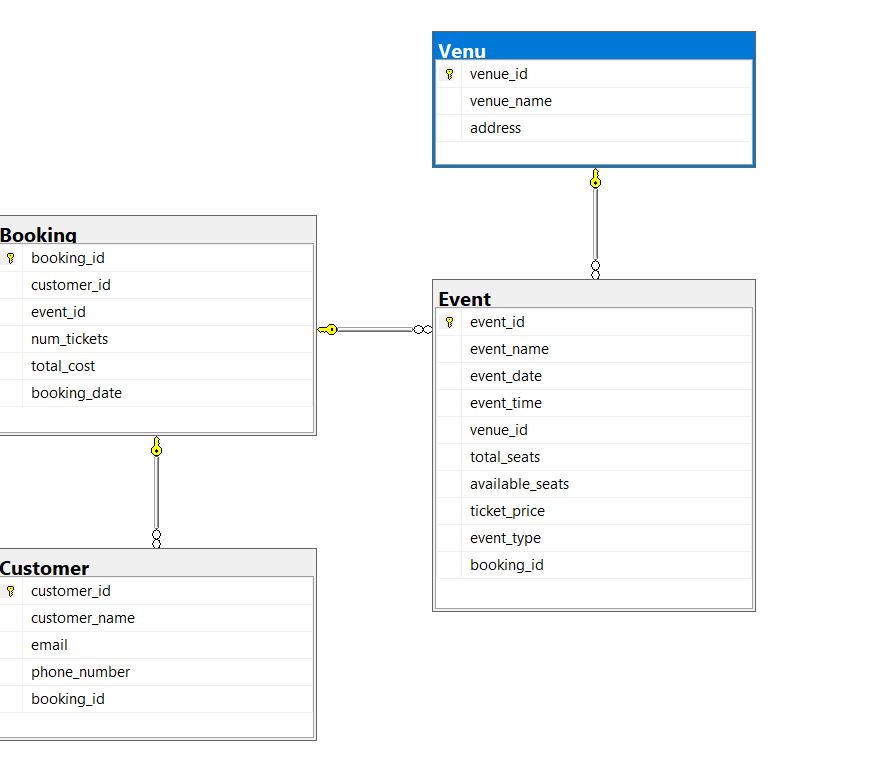 Venu
venue_id
venue_name
address
Booking
booking_id
customer_id
event_id
num_tickets
total_cost
booking_date
Event
event_id
event_name
event_date
event_time
venue_id
total_seats
available_seats
ticket_price
event_type
booking_id
Customer
customer_id
customer_name
email
phone_number
booking_id